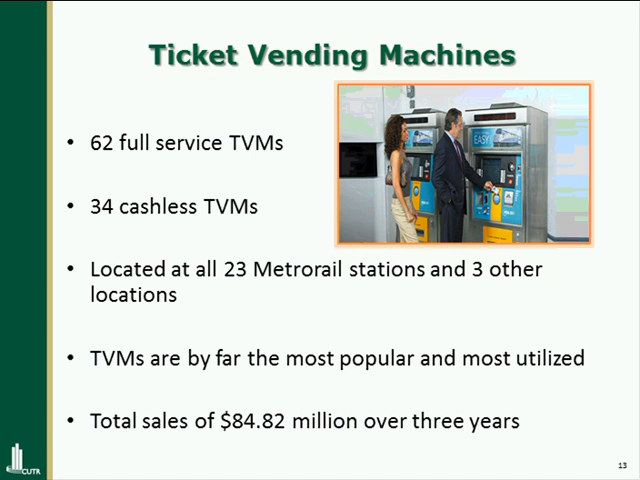 Ticket Vending Machines
• 62 full service TVMs
EASY
• 34 cashless TVMs
• Located at all 23 Metrorail stations and 3 other
locations
• TVMs are by far the most popular and most utilized
• Total sales of $84.82 million over three years
CUTR
13